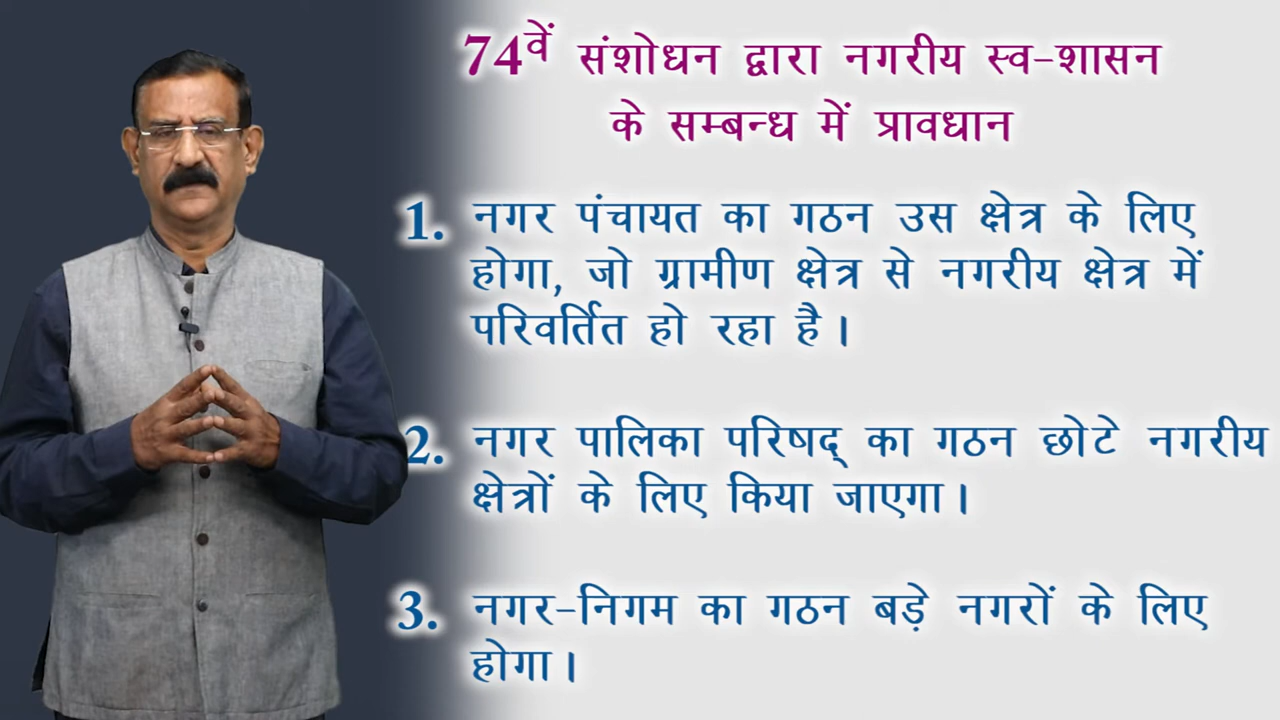 74वें संशोधन द्वारा नगरीय स्व-शासन
के सम्बन्ध में प्रावधान
1. नगर पंचायत का गठन उस क्षेत्र के लिए
होगा, जो ग्रामीण क्षेत्र से नगरीय क्षेत्र में
परिवर्तित हो रहा है।
2. नगर पालिका परिषद् का गठन छोटे नगरीय
क्षेत्रों के लिए किया जाएगा।
3. नगर-निगम का गठन बड़े नगरों के लिए
होगा।